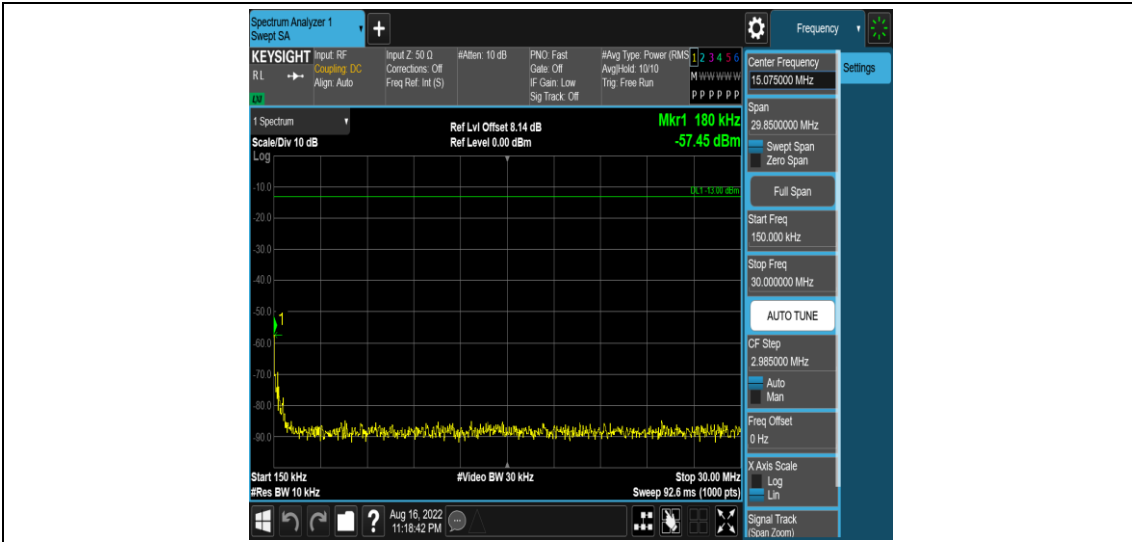 Spectrum Analyzer 1
Swept SA
+
Frequency
KEYSIGHT
R L
LXI
Input: RF
Coupling: DC
Align: Auto
Input Z: 50 Ω
Corrections: Off
Freq Ref: Int (S)
#Atten: 10 dB
PNO: Fast
Gate: Off
IF Gain: Low
Sig Track: Off
#Avg Type: Power (RMS
Avg|Hold: 10/10
Trig: Free Run
1 2 3 4 5 6
M W W W W W
P P P P P P
1 Spectrum
Scale/Div 10 dB
Log
Ref Lvl Offset 8.14 dB
Ref Level 0.00 dBm
Mkr1 180 kHz
-57.45 dBm
DL1 -13.00 dBm
-10.0
-20.0
-30.0
-40.0
-50.0
1
-60.0
-70.0
-80.0
-90.0
Start 150 kHz
#Res BW 10 kHz
#Video BW 30 kHz
Stop 30.00 MHz
Sweep 92.6 ms (1000 pts)
Center Frequency
15.075000 MHz
Settings
Span
29.8500000 MHz
Swept Span
Zero Span
Full Span
Start Freq
150.000 kHz
Stop Freq
30.000000 MHz
AUTO TUNE
CF Step
2.985000 MHz
Auto
Man
Freq Offset
0 Hz
X Axis Scale
Log
Lin
Signal Track
(Span Zoom)
?
Aug 16, 2022
11:18:42 PM